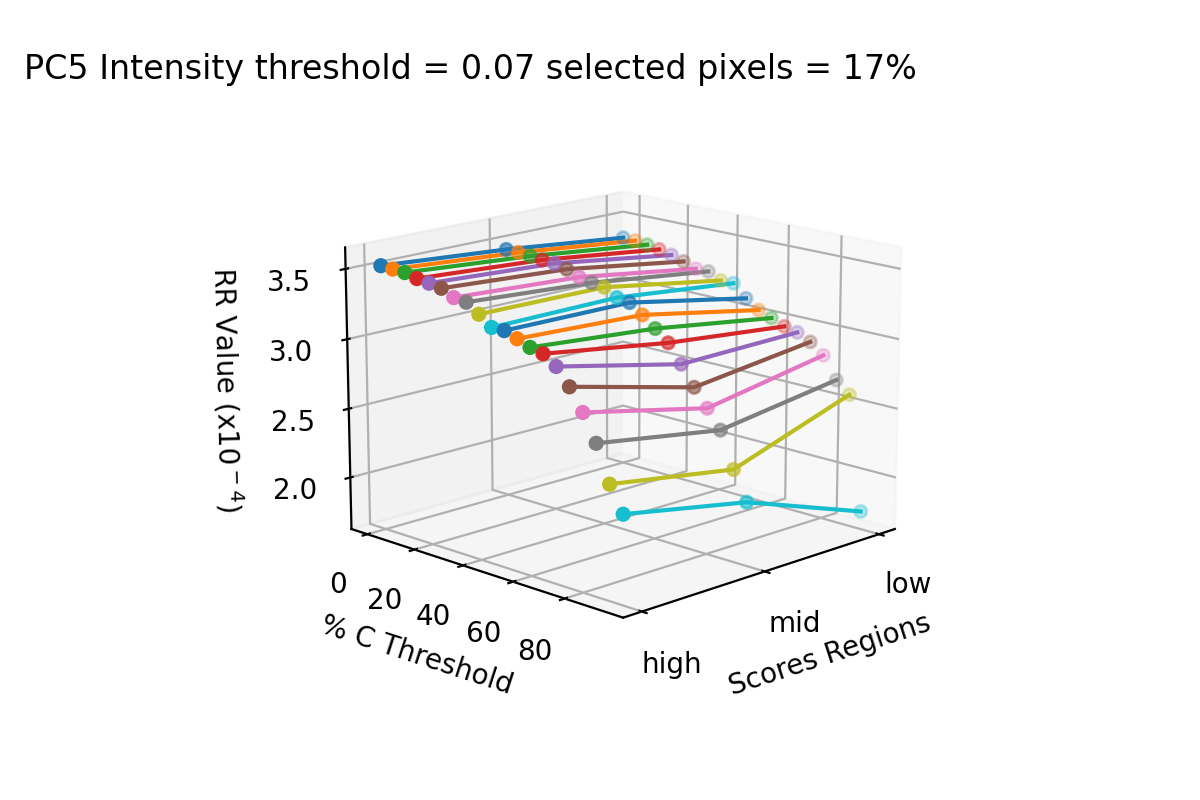 PC5 Intensity threshold = 0.07 selected pixels = 17%
3.5
3.0
2.5
2.0
RR Value (x10⁻⁴)
0
20
40
60
80
% C Threshold
high
mid
low
Scores Regions